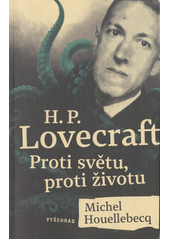 H. P.
Lovecraft
Proti světu,
proti životu
Michel
Houellebecq
VYŠEHRAD